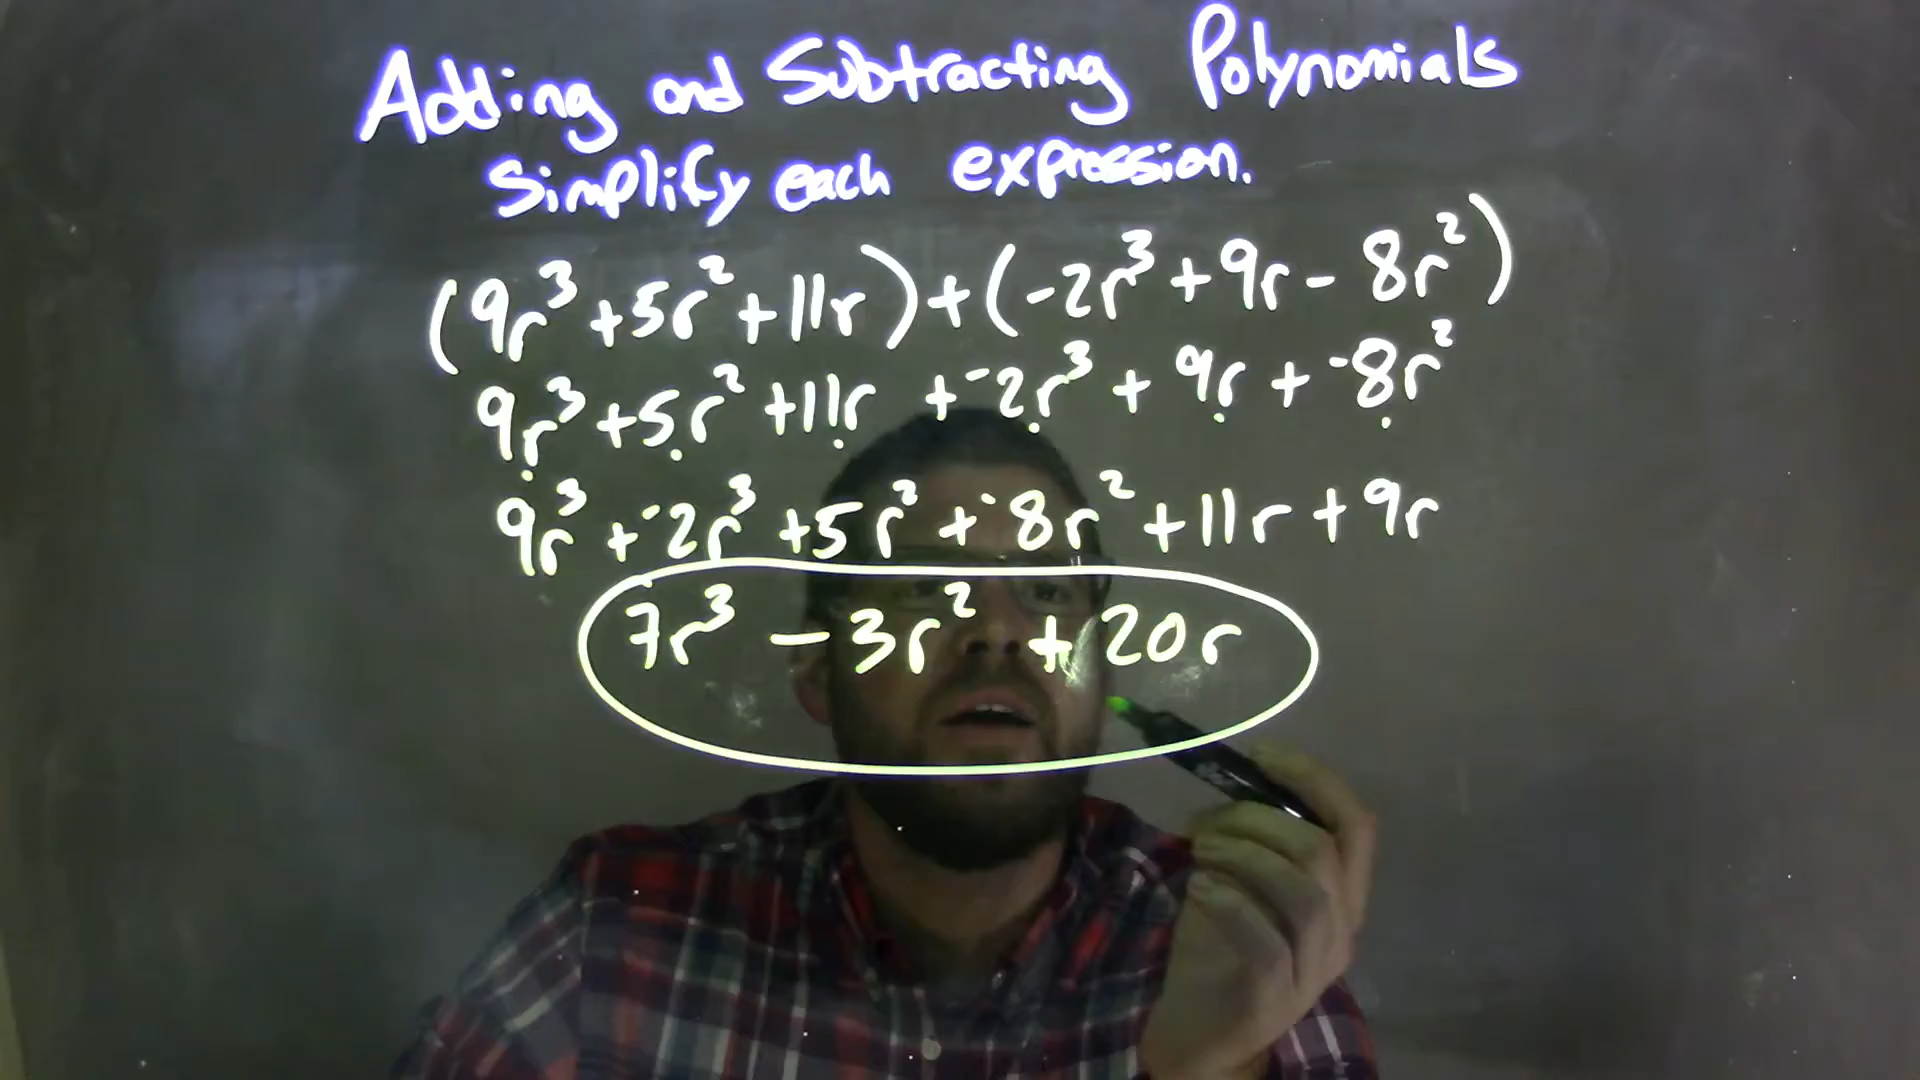 Adding and Subtracting Polynomials
Simplify each expression.
(9r³+5r²+11r)+(-2r³+9r-8r²)
9r³+5r²+11r+⁻2r³+9r+⁻8r²
9r³+⁻2r³+5r²+⁻8r²+11r+9r
7r³-3r²+20r